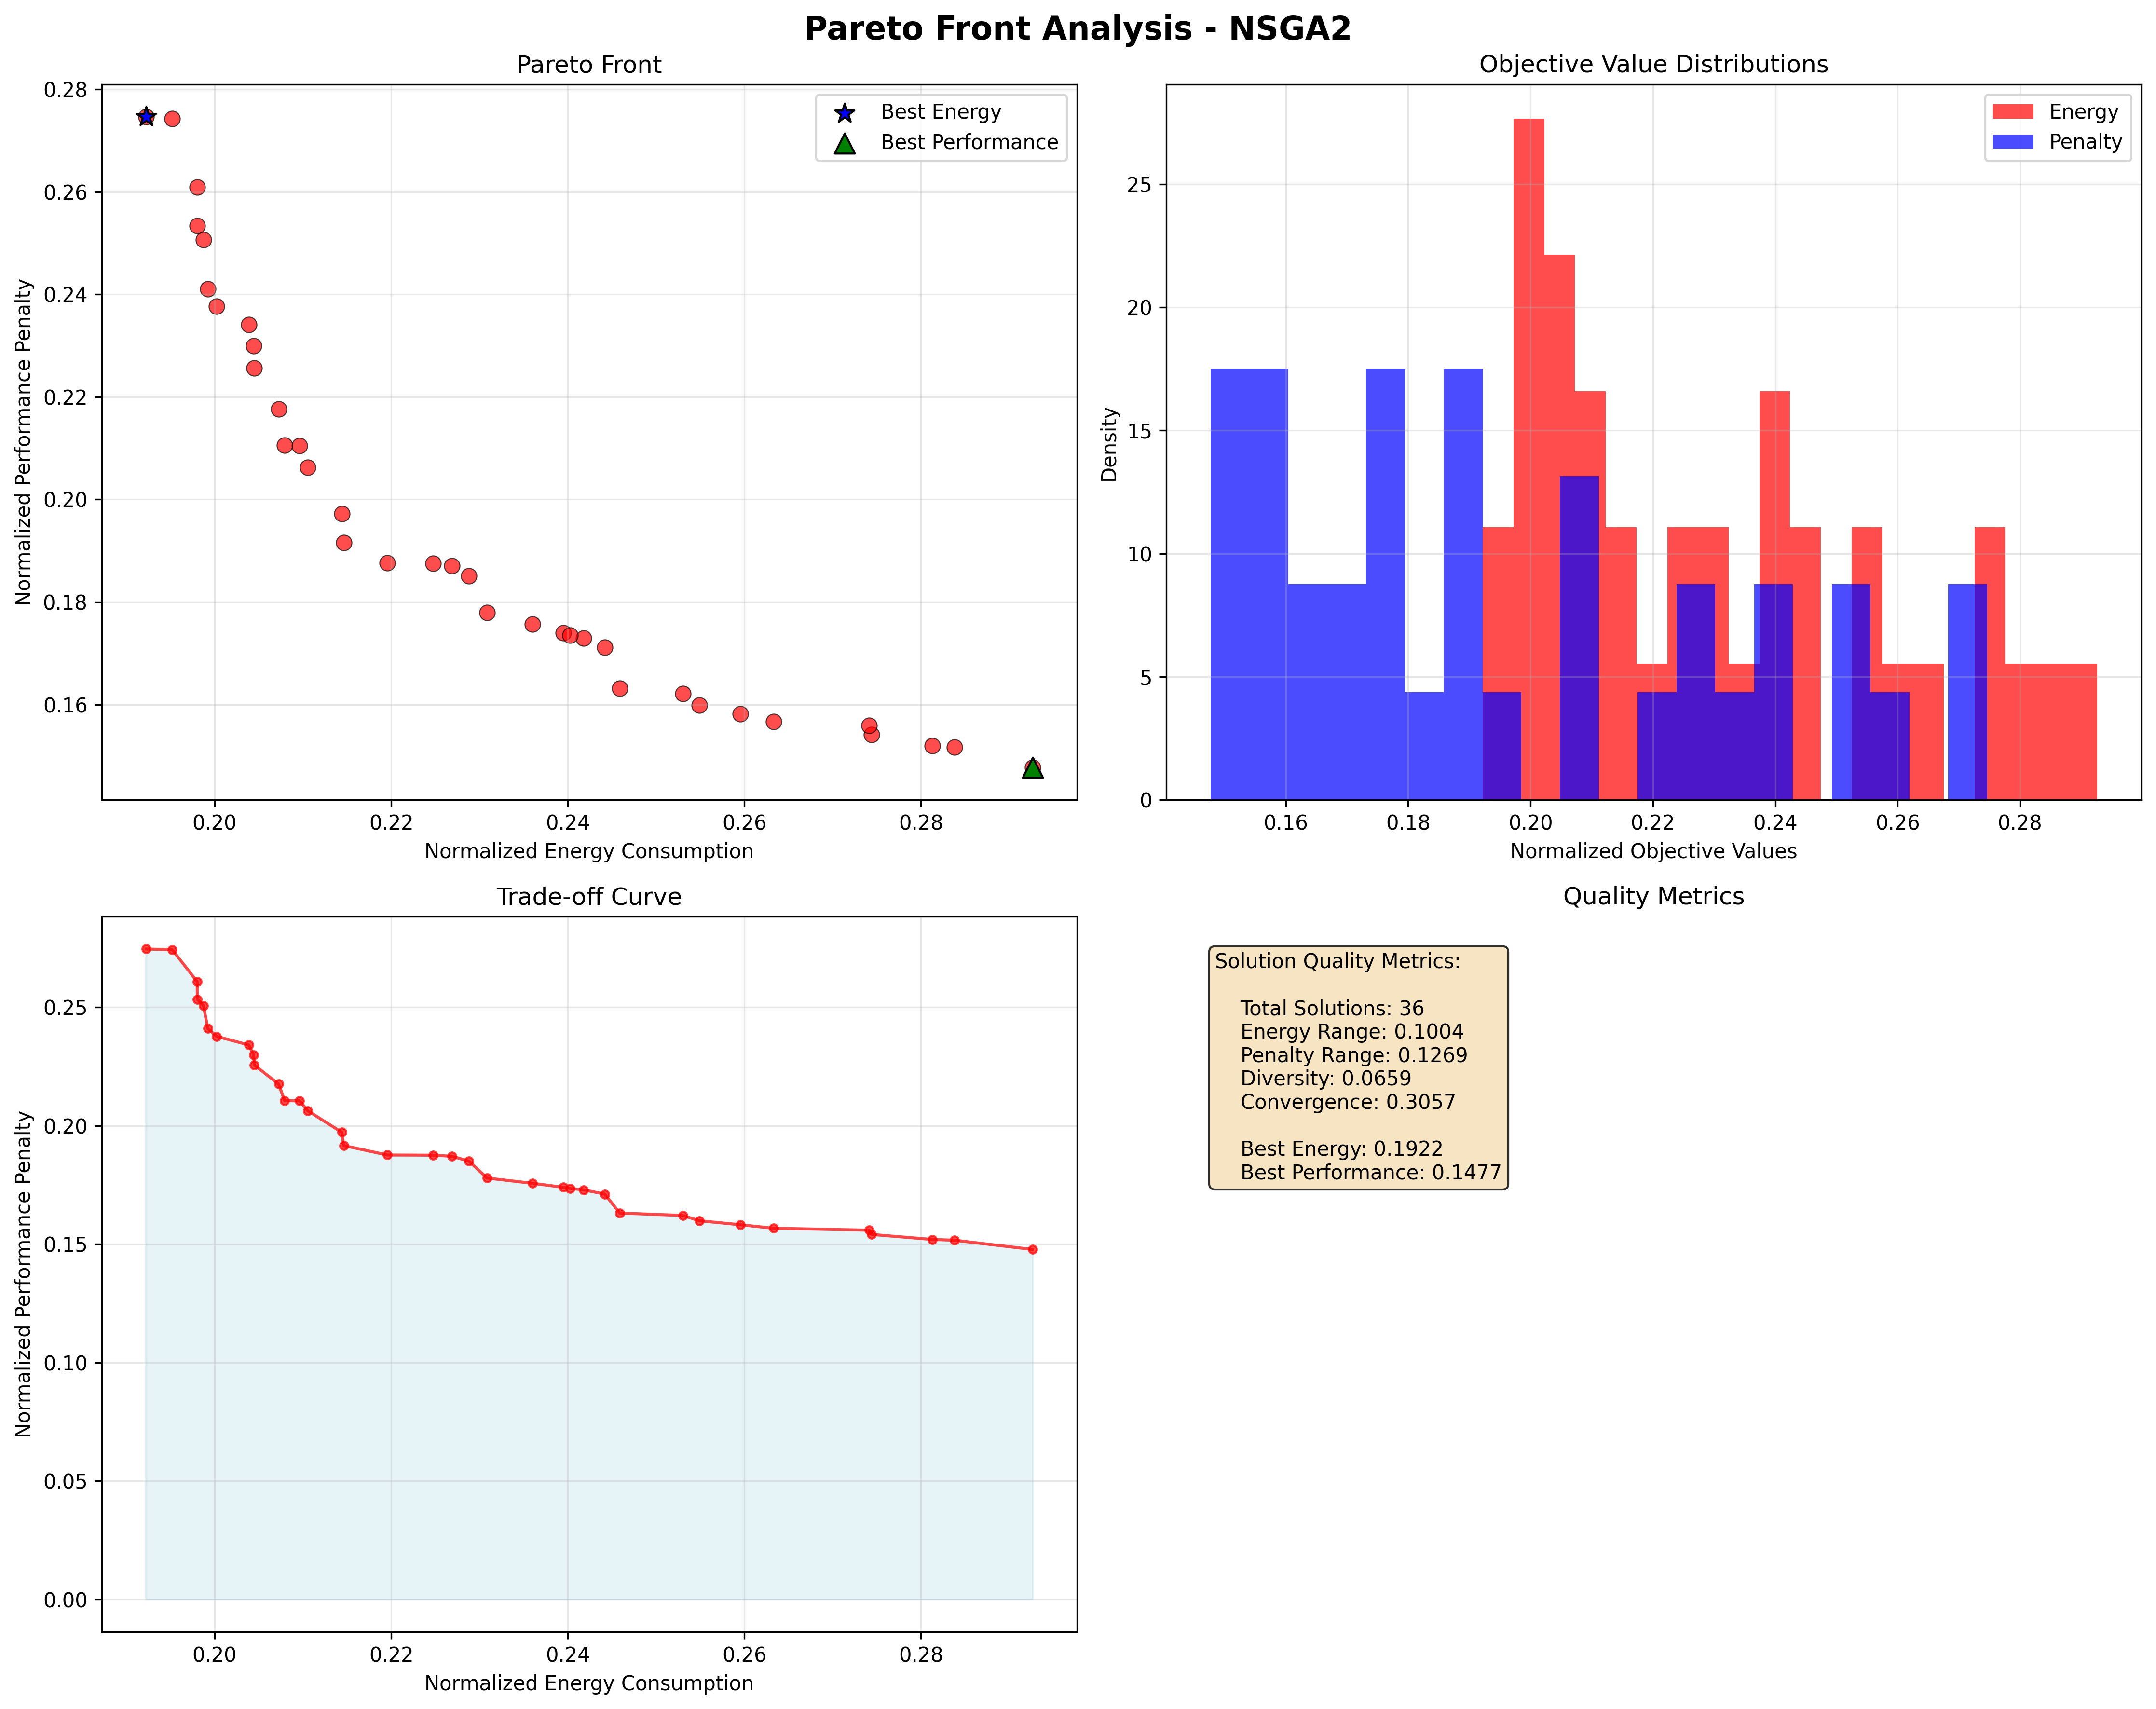 Pareto Front Analysis - NSGA2
Pareto Front
Best Energy
Best Performance
Normalized Performance Penalty
0.28
0.26
0.24
0.22
0.20
0.18
0.16
0.20
0.22
0.24
0.26
0.28
Normalized Energy Consumption
Objective Value Distributions
Energy
Penalty
Density
25
20
15
10
5
0
0.16
0.18
0.20
0.22
0.24
0.26
0.28
Normalized Objective Values
Trade-off Curve
Normalized Performance Penalty
0.25
0.20
0.15
0.10
0.05
0.00
0.20
0.22
0.24
0.26
0.28
Normalized Energy Consumption
Quality Metrics
Solution Quality Metrics:
Total Solutions: 36
Energy Range: 0.1004
Penalty Range: 0.1269
Diversity: 0.0659
Convergence: 0.3057
Best Energy: 0.1922
Best Performance: 0.1477